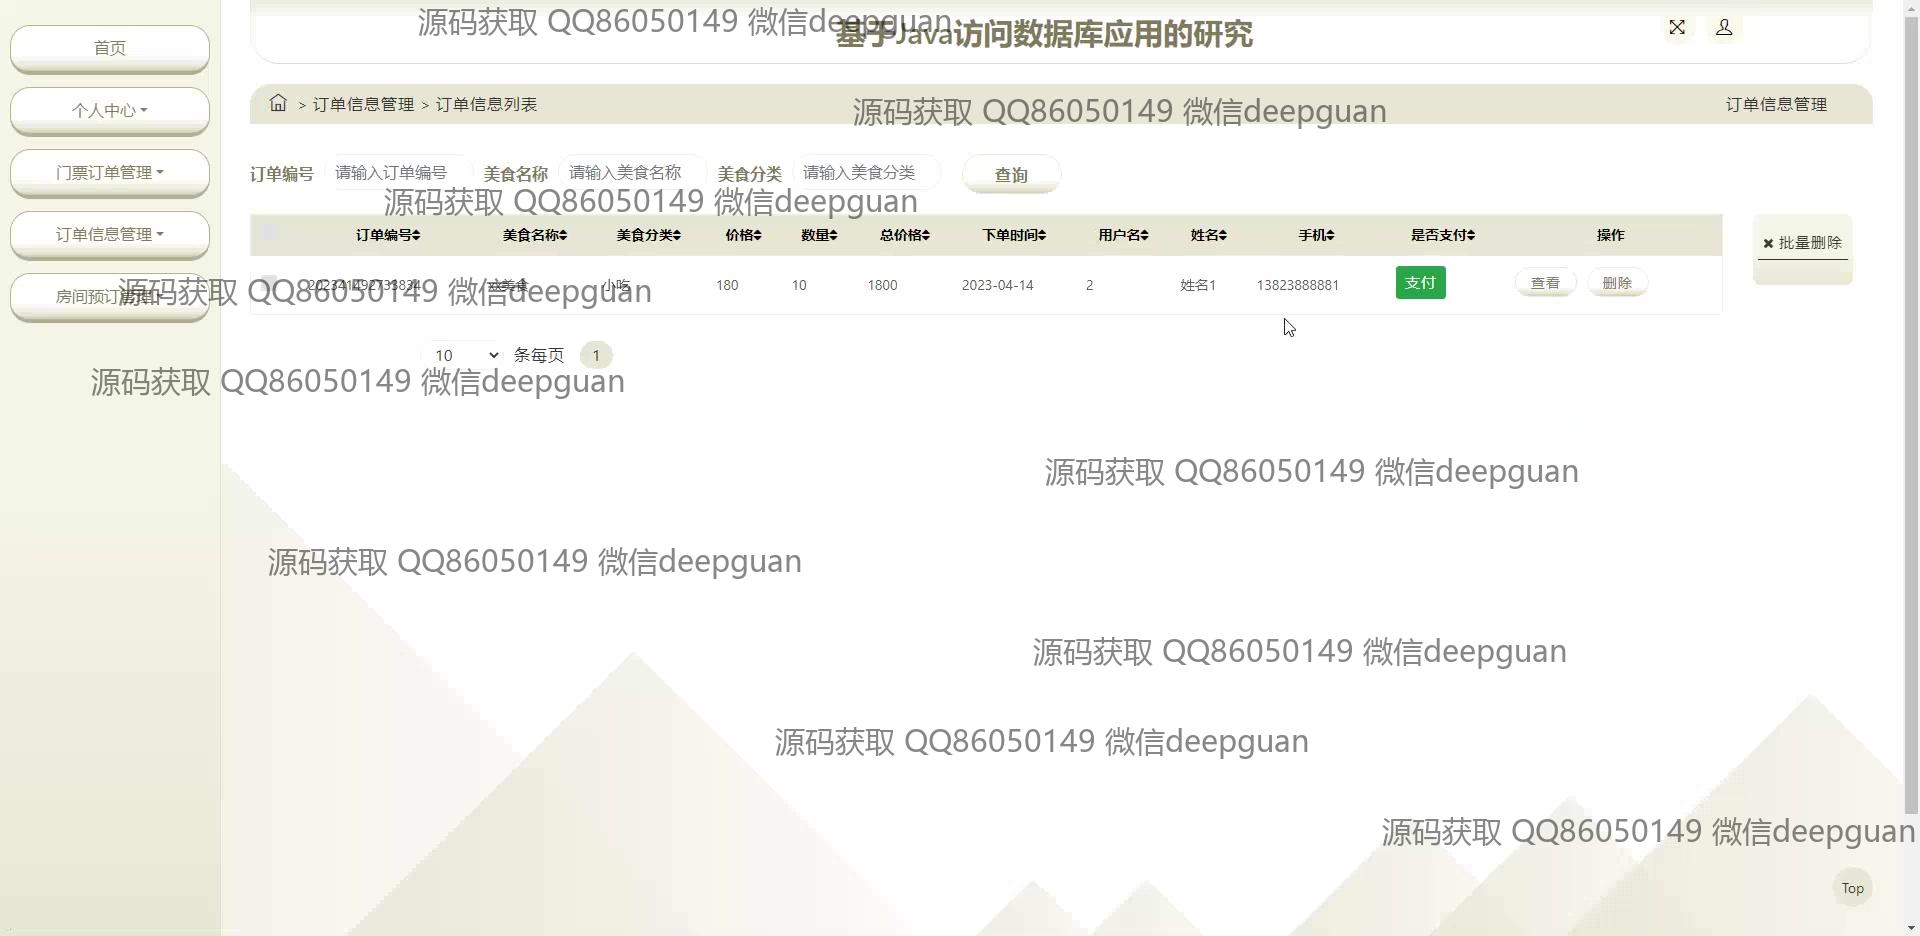 源码获取 QQ86050149 微信deepguan
基于Java访问数据库应用的研究
首页
个人中心
门票订单管理
订单信息管理
> 订单信息管理 > 订单信息列表
订单信息管理
源码获取 QQ86050149 微信deepguan
订单编号 请输入订单编号 美食名称 请输入美食名称 美食分类 请输入美食分类 查询
源码获取 QQ86050149 微信deepguan
订单编号 美食名称 美食分类 价格 数量 总价格 下单时间 用户名 姓名 手机 是否支付 操作
批量删除
小吃 180 10 1800 2023-04-14 2 姓名1 13823888881 支付 查看 删除
房间预订
源码获取 QQ86050149 微信deepguan
10 条每页 1
源码获取 QQ86050149 微信deepguan
源码获取 QQ86050149 微信deepguan
源码获取 QQ86050149 微信deepguan
源码获取 QQ86050149 微信deepguan
源码获取 QQ86050149 微信deepguan
源码获取 QQ86050149 微信deepguan
Top